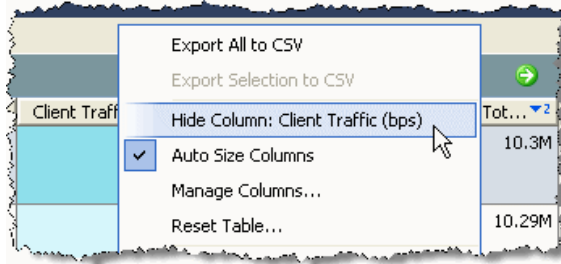 Export All to CSV
Export Selection to CSV
Client Traff
Hide Column: Client Traffic (bps)
Tot... 2
Auto Size Columns
10.3M
Manage Columns...
Reset Table...
10.29M